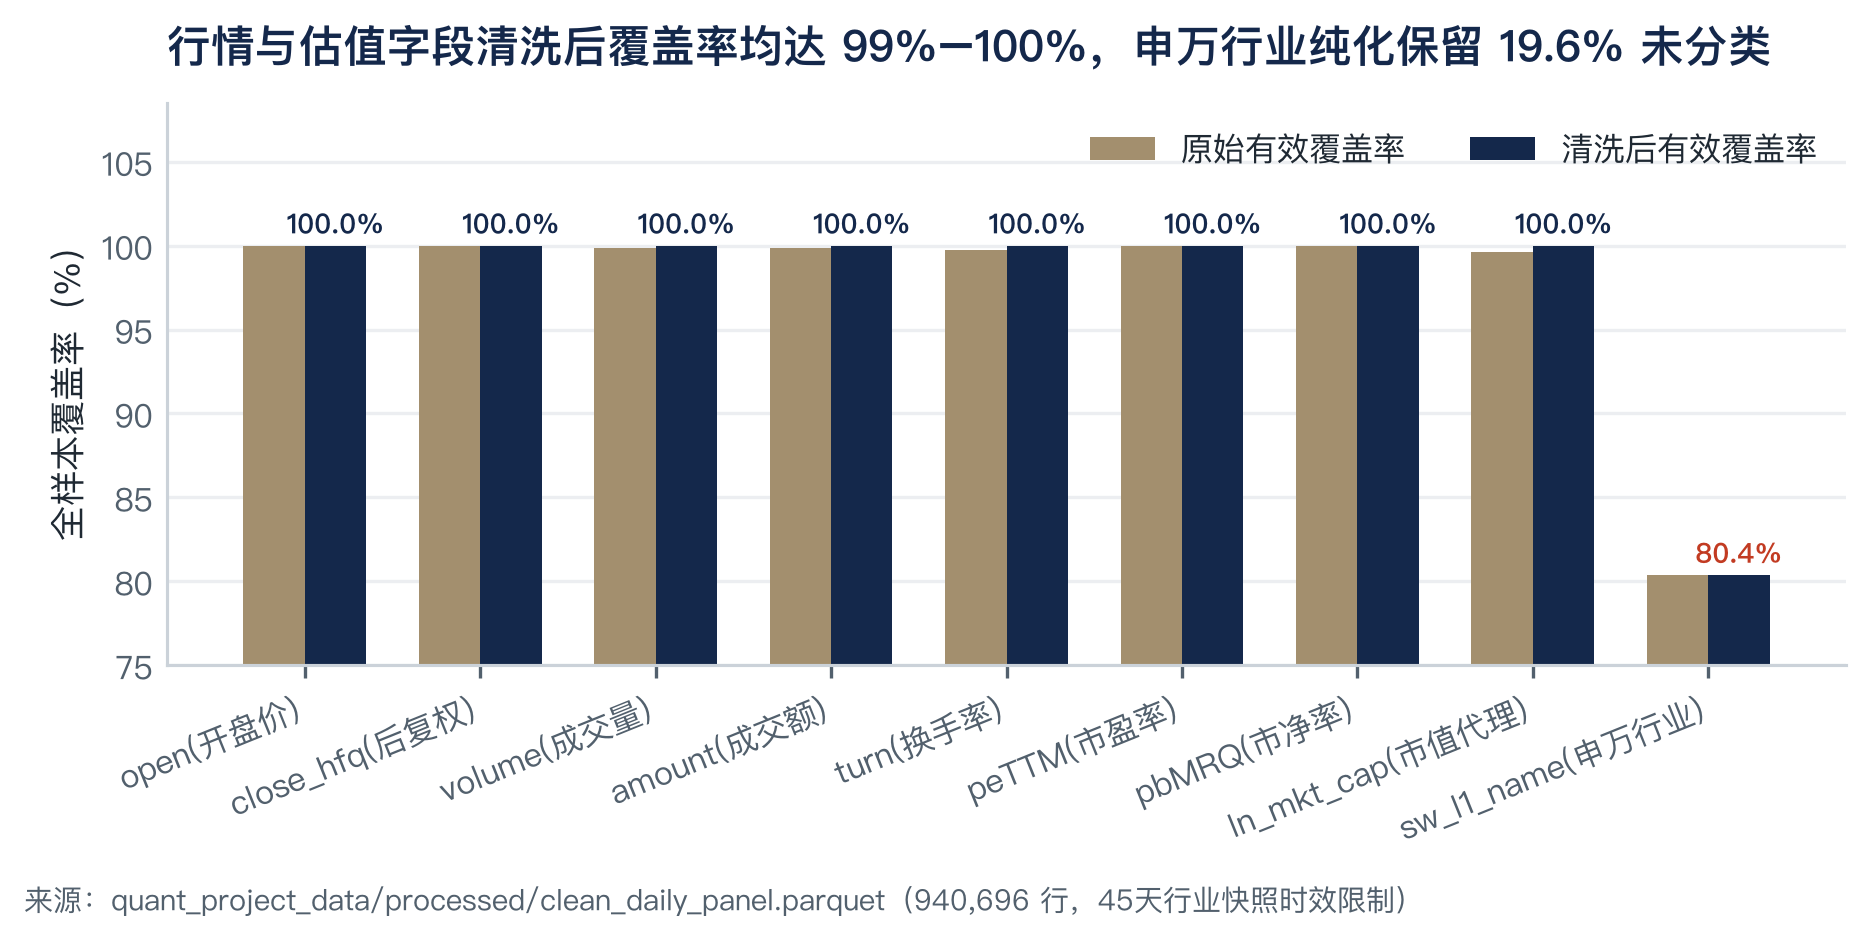 行情与估值字段清洗后覆盖率均达 99%—100%，申万行业纯化保留 19.6% 未分类
原始有效覆盖率
清洗后有效覆盖率
全样本覆盖率（%）
105
100
95
90
85
80
75
100.0%
100.0%
100.0%
100.0%
100.0%
100.0%
100.0%
100.0%
80.4%
open(开盘价)
close_hfq(后复权)
volume(成交量)
amount(成交额)
turn(换手率)
peTTM(市盈率)
pbMRQ(市净率)
ln_mkt_cap(市值代理)
sw_l1_name(申万行业)
来源：quant_project_data/processed/clean_daily_panel.parquet（940,696 行，45天行业快照时效限制）